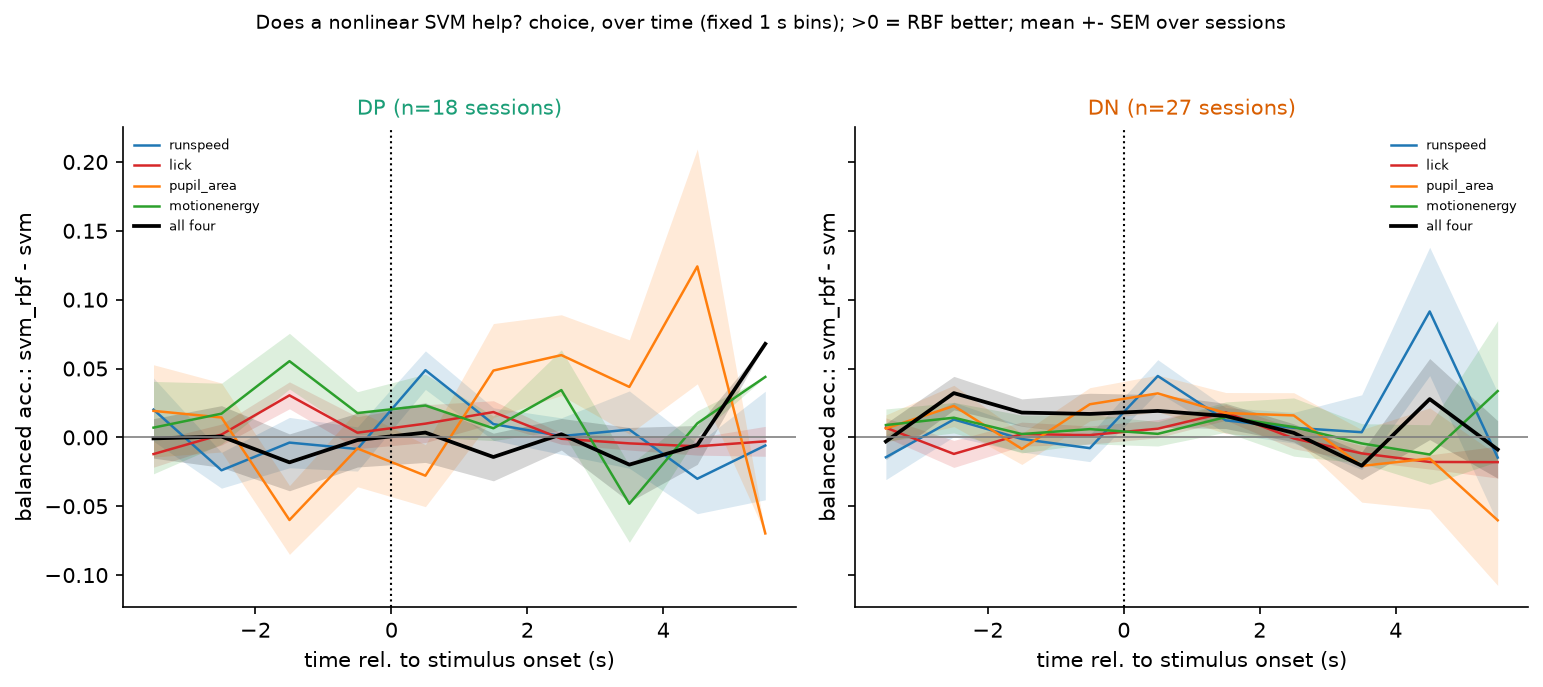 Does a nonlinear SVM help? choice, over time (fixed 1 s bins); >0 = RBF better; mean +- SEM over sessions
DP (n=18 sessions)
balanced acc.: svm_rbf - svm
0.20
0.15
0.10
0.05
0.00
−0.05
−0.10
runspeed
lick
pupil_area
motionenergy
all four
−2
0
2
4
time rel. to stimulus onset (s)
DN (n=27 sessions)
balanced acc.: svm_rbf - svm
runspeed
lick
pupil_area
motionenergy
all four
−2
0
2
4
time rel. to stimulus onset (s)